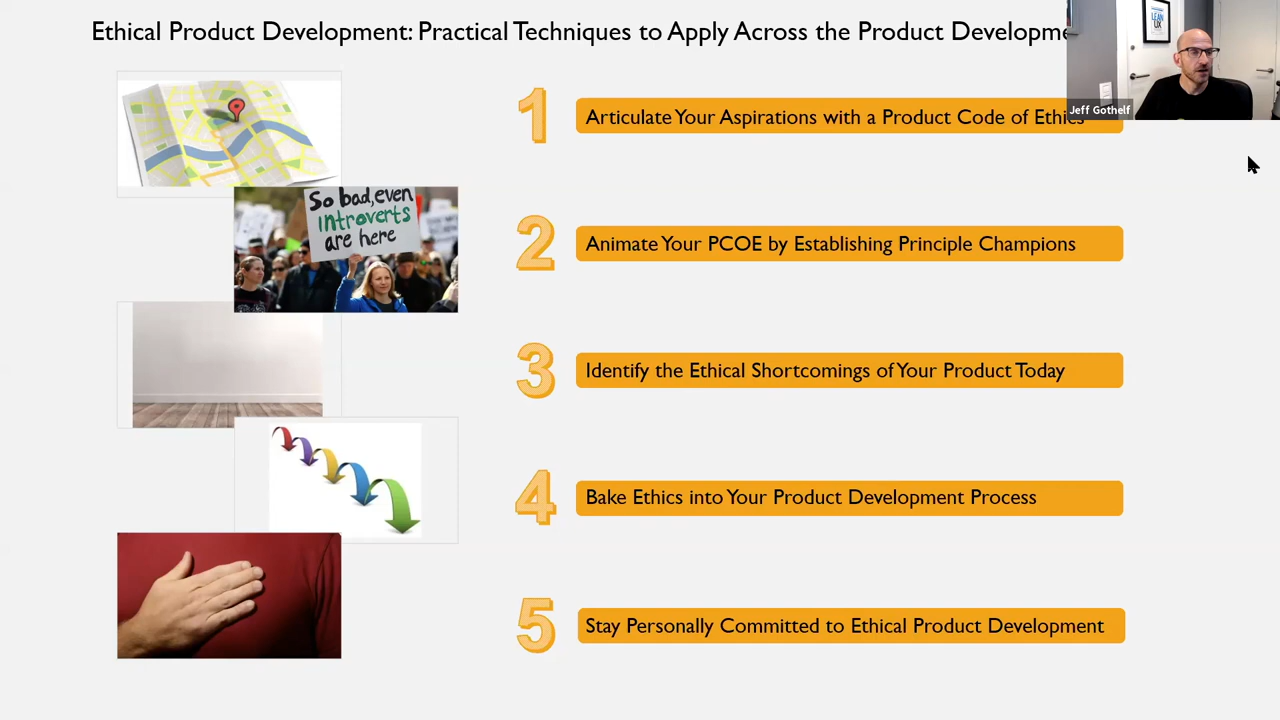 Ethical Product Development: Practical Techniques to Apply Across the Product Developme
LEAN
UX
Jeff Gothelf
1
Articulate Your Aspirations with a Product Code of Ethics
So bad, even
introverts
are here
2
Animate Your PCOE by Establishing Principle Champions
3
Identify the Ethical Shortcomings of Your Product Today
4
Bake Ethics into Your Product Development Process
5
Stay Personally Committed to Ethical Product Development